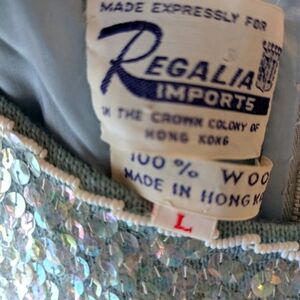 MADE EXPRESSLY FOR
REGALIA
IMPORTS
IN THE CROWN COLONY OF
HONG KONG
100% WOO
MADE IN HONG K
L